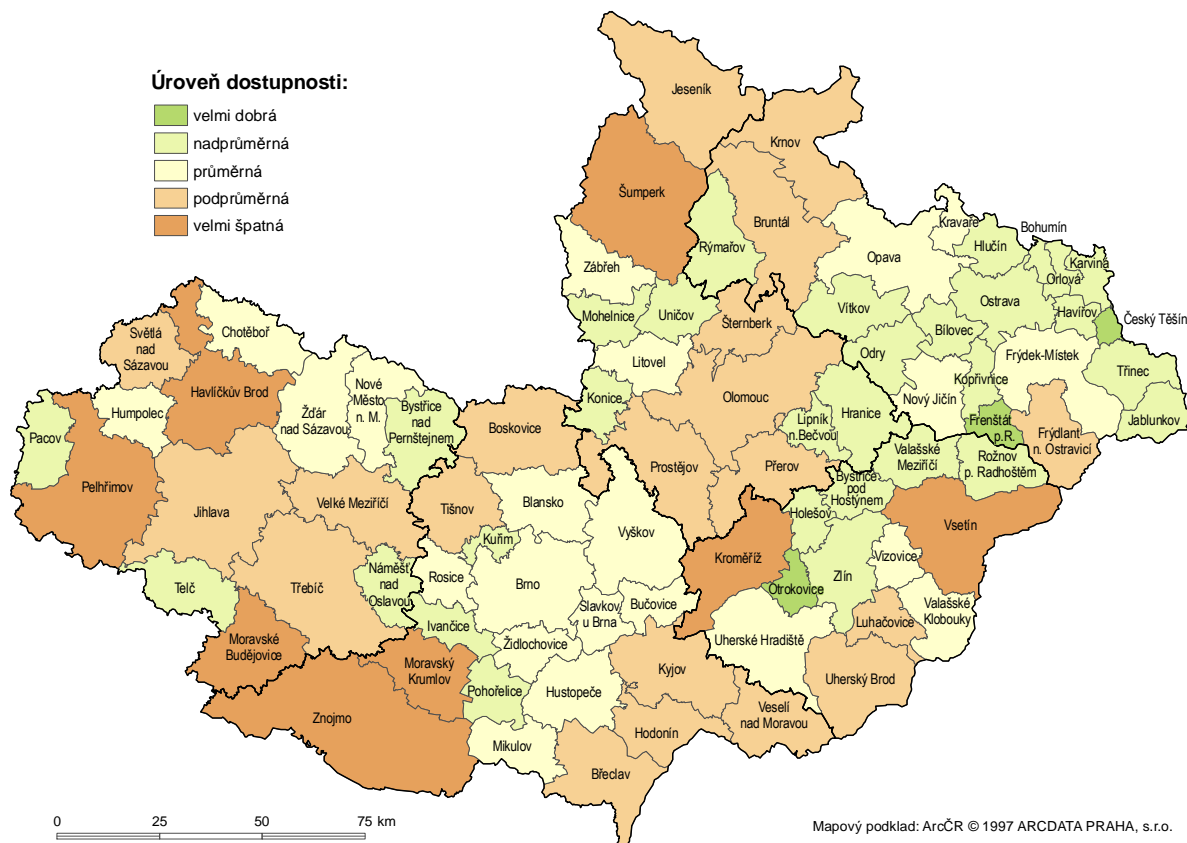 Úroveň dostupnosti:
velmi dobrá
nadprůměrná
průměrná
podprůměrná
velmi špatná
Jeseník
Krnov
Šumperk
Bruntál
Rýmařov
Kravaře
Bohumín
Hlučín
Karviná
Orlová
Opava
Zábřeh
Ostrava
Havířov
Český Těšín
Vítkov
Bílovec
Mohelnice
Uničov
Šternberk
Chotěboř
Světlá
nad
Sázavou
Litovel
Odry
Frýdek-Místek
Třinec
Kopřivnice
Nový Jičín
Havlíčkův Brod
Nové
Město
n. M.
Humpolec
Žďár
nad Sázavou
Bystřice
nad
Pernštejnem
Konice
Olomouc
Hranice
Lipník
n.Bečvou
Frenštát
p.R.
Frýdlant
n. Ostravicí
Jablunkov
Pacov
Boskovice
Valašské
Meziříčí
Rožnov
p. Radhoštěm
Prostějov
Přerov
Bystřice
pod
Hostýnem
Pelhřimov
Jihlava
Velké Meziříčí
Tišnov
Blansko
Holešov
Vsetín
Kuřim
Vyškov
Kroměříž
Vizovice
Telč
Třebíč
Náměšť
nad
Oslavou
Rosice
Brno
Otrokovice
Zlín
Slavkov
u Brna
Bučovice
Valašské
Klobouky
Ivančice
Luhačovice
Moravské
Budějovice
Židlochovice
Uherské Hradiště
Moravský
Krumlov
Kyjov
Uherský Brod
Pohořelice
Hustopeče
Znojmo
Veselí
nad Moravou
Mikulov
Hodonín
Břeclav
0 25 50 75 km
Mapový podklad: ArcČR © 1997 ARCDATA PRAHA, s.r.o.